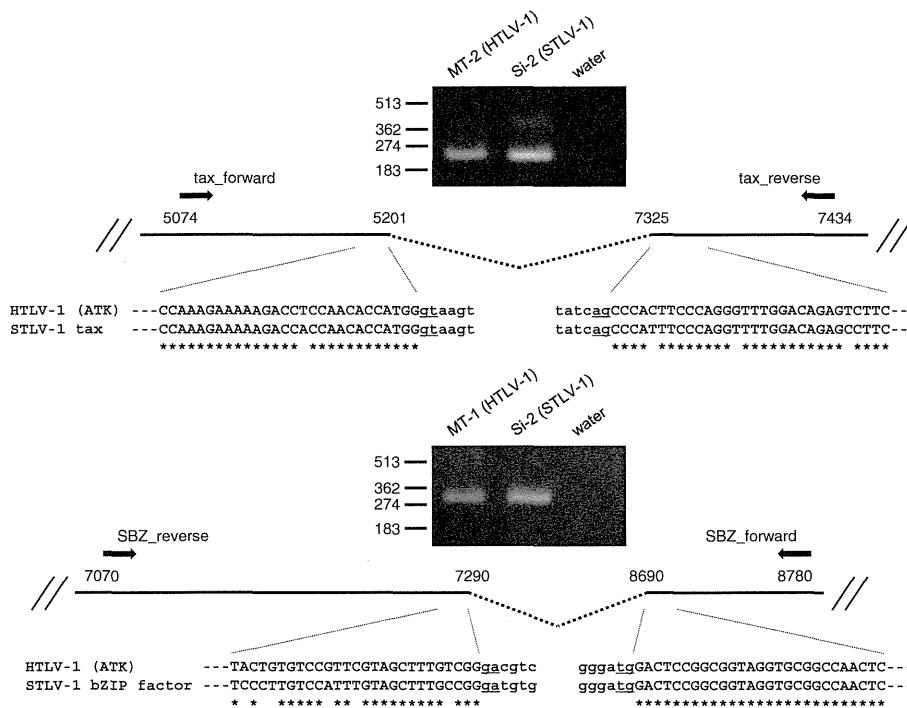 MT-2 (HTLV-1)
Si-2 (STLV-1)
water
513
362
274
183
tax_forward
tax_reverse
5074
5201
7325
7434
HTLV-1 (ATK) ---CCAAAGAAAAAGACCTCCAACACCATGGgtaagt tatcagCCCACTTCCCAGGGTTTGGACAGAGTCTTC---
STLV-1 tax ---CCAAAGAAAAAGACCACCAACACCATGGgtaagt tatcagCCCATTTCCCAGGTTTTGGACAGAGCCTTC---
****************** ************ **** ******** ************ ****
MT-1 (HTLV-1)
Si-2 (STLV-1)
water
513
362
274
183
SBZ_reverse
SBZ_forward
7070
7290
8690
8780
HTLV-1 (ATK) ---TACTGTGTCCGTTCGTAGCTTTGTCGGgacgtc gggatgGACTCCGGCGGTAGGTGCGGCCAACTC---
STLV-1 bZIP factor ---TCCCTTGTCCATTTGTAGCTTTGCCGGgatgtg gggatgGACTCCGGCGGTAGGTGCGGCCAACTC---
* * ***** ** ********* *** ***************************